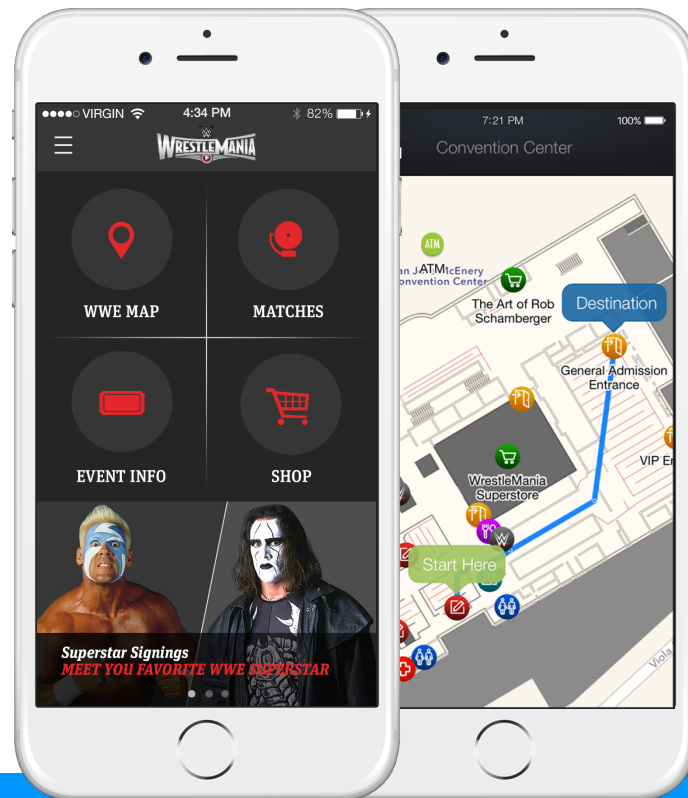 VIRGIN
4:34 PM
82%
W
WRESTLEMANIA
WWE MAP
MATCHES
EVENT INFO
SHOP
Superstar Signings
MEET YOU FAVORITE WWE SUPERSTAR
7:21 PM
100%
Convention Center
ATM
ATM
McEnery
Convention Center
The Art of Rob
Schamberger
Destination
General Admission
Entrance
VIP
WrestleMania
Superstore
W
Start Here
Viola